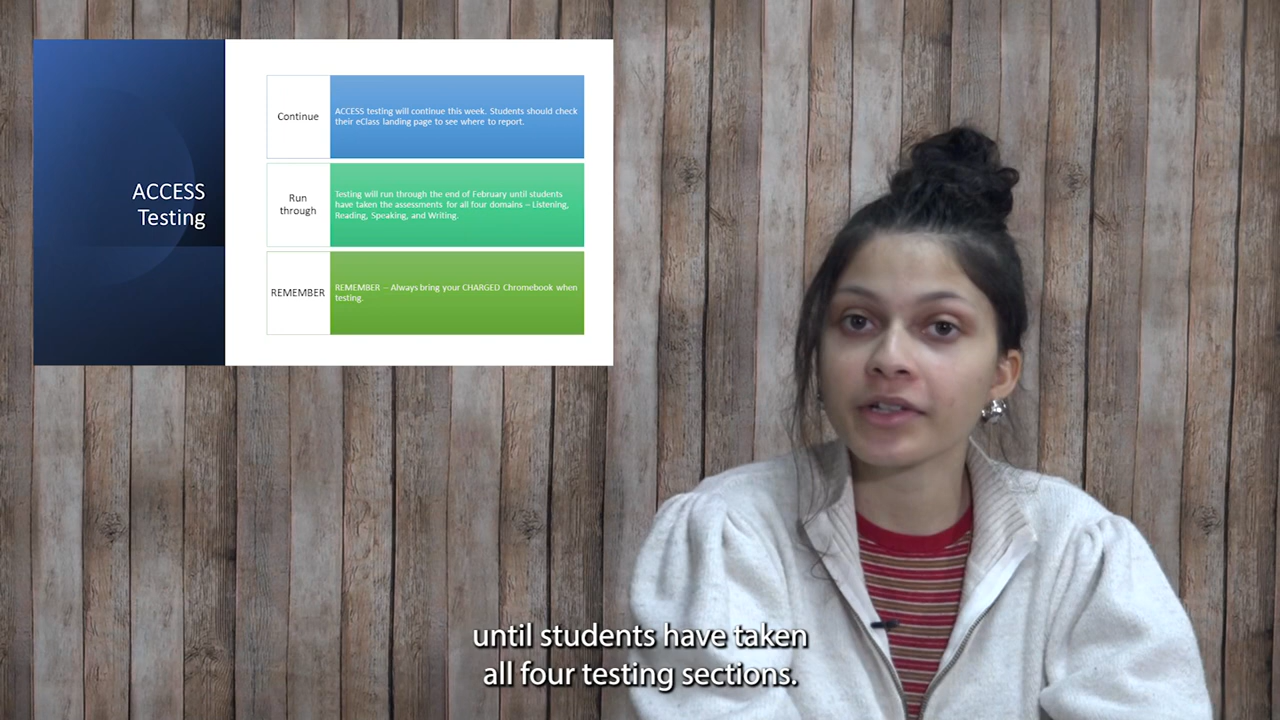 ACCESS
Testing
Continue
ACCESS testing will continue this week. Students should check
their eClass landing page to see where to report.
Run
through
Testing will run through the end of February until students
have taken the assessments for all four domains – Listening,
Reading, Speaking, and Writing.
REMEMBER
REMEMBER – Always bring your CHARGED Chromebook when
testing.
until students have taken
all four testing sections.